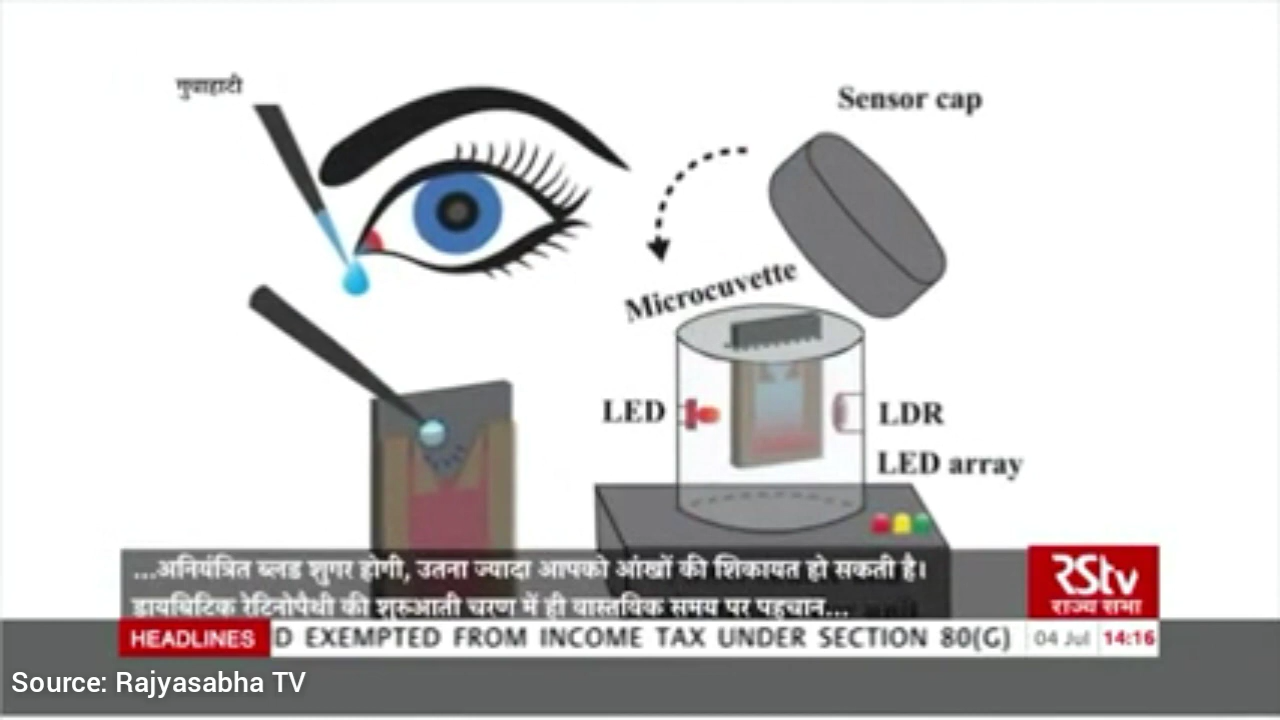 गुवाहाटी
Sensor cap
Microcuvette
LED
LDR
LED array
...अनियंत्रित ब्लड शुगर होगी, उतना ज्यादा आपको आंखों की शिकायत हो सकती है।
डायबिटिक रेटिनोपैथी की शुरुआती चरण में ही वास्तविक समय पर पहचान...
RStv
राज्य सभा
HEADLINES D EXEMPTED FROM INCOME TAX UNDER SECTION 80(G) 04 Jul 14:16
Source: Rajyasabha TV